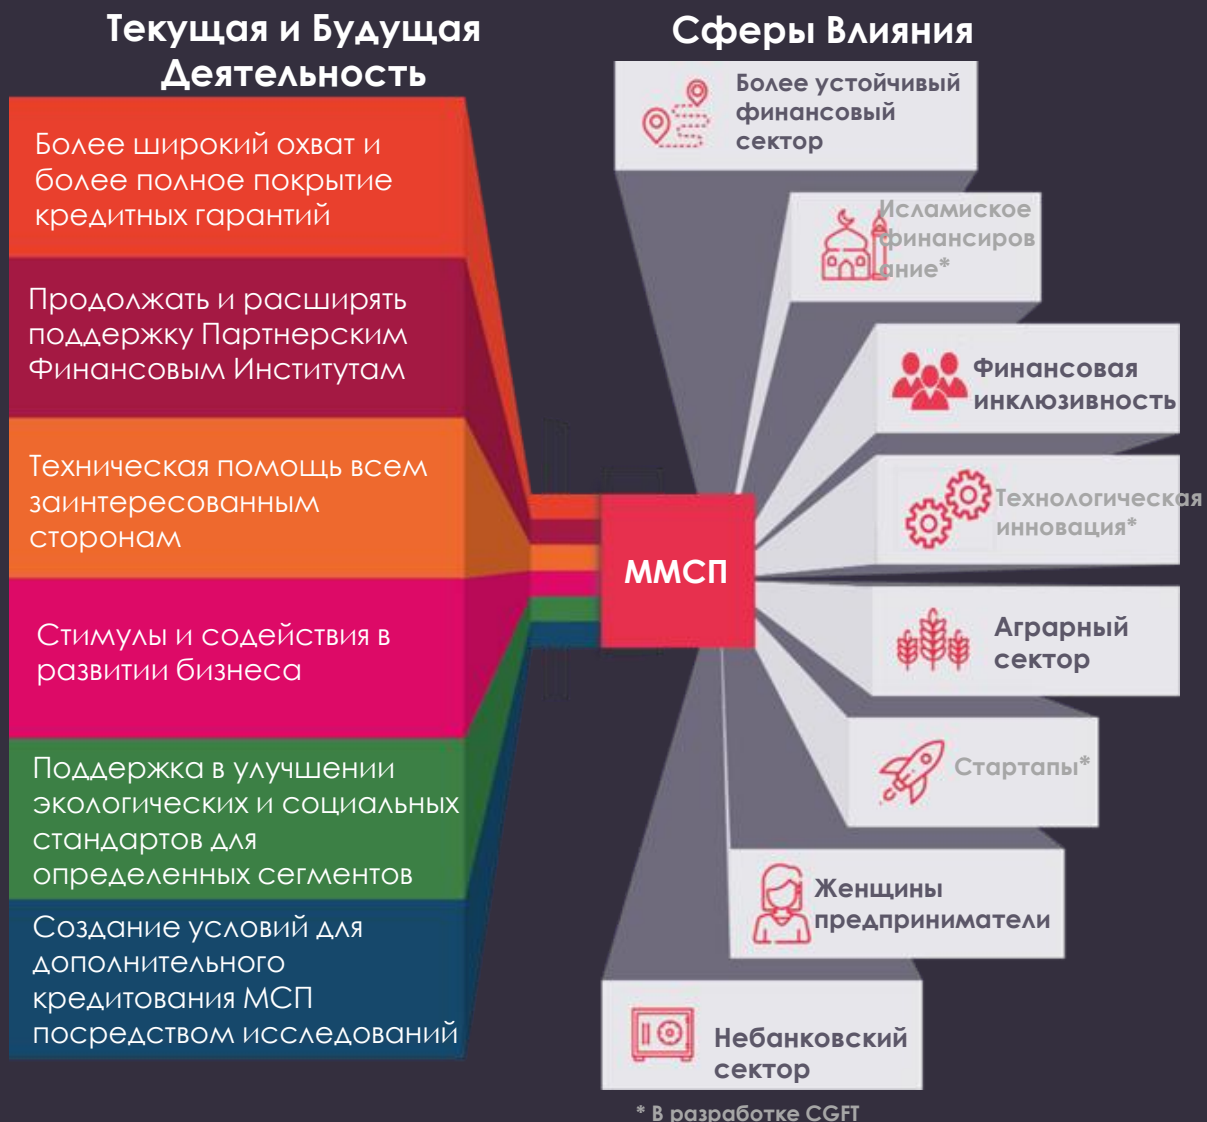 Текущая и Будущая
Деятельность
Более широкий охват и
более полное покрытие
кредитных гарантий
Продолжать и расширять
поддержку Партнерским
Финансовым Институтам
Техническая помощь всем
заинтересованным
сторонам
Стимулы и содействия в
развитии бизнеса
Поддержка в улучшении
экологических и социальных
стандартов для
определенных сегментов
Создание условий для
дополнительного
кредитования МСП
посредством исследований
ММСП
Сферы Влияния
Более устойчивый
финансовый
сектор
Исламиское
финансиров
ание*
Финансовая
инклюзивность
Технологическая
инновация*
Аграрный
сектор
Стартапы*
Женщины
предприниматели
Небанковский
сектор
* В разработке CGFT